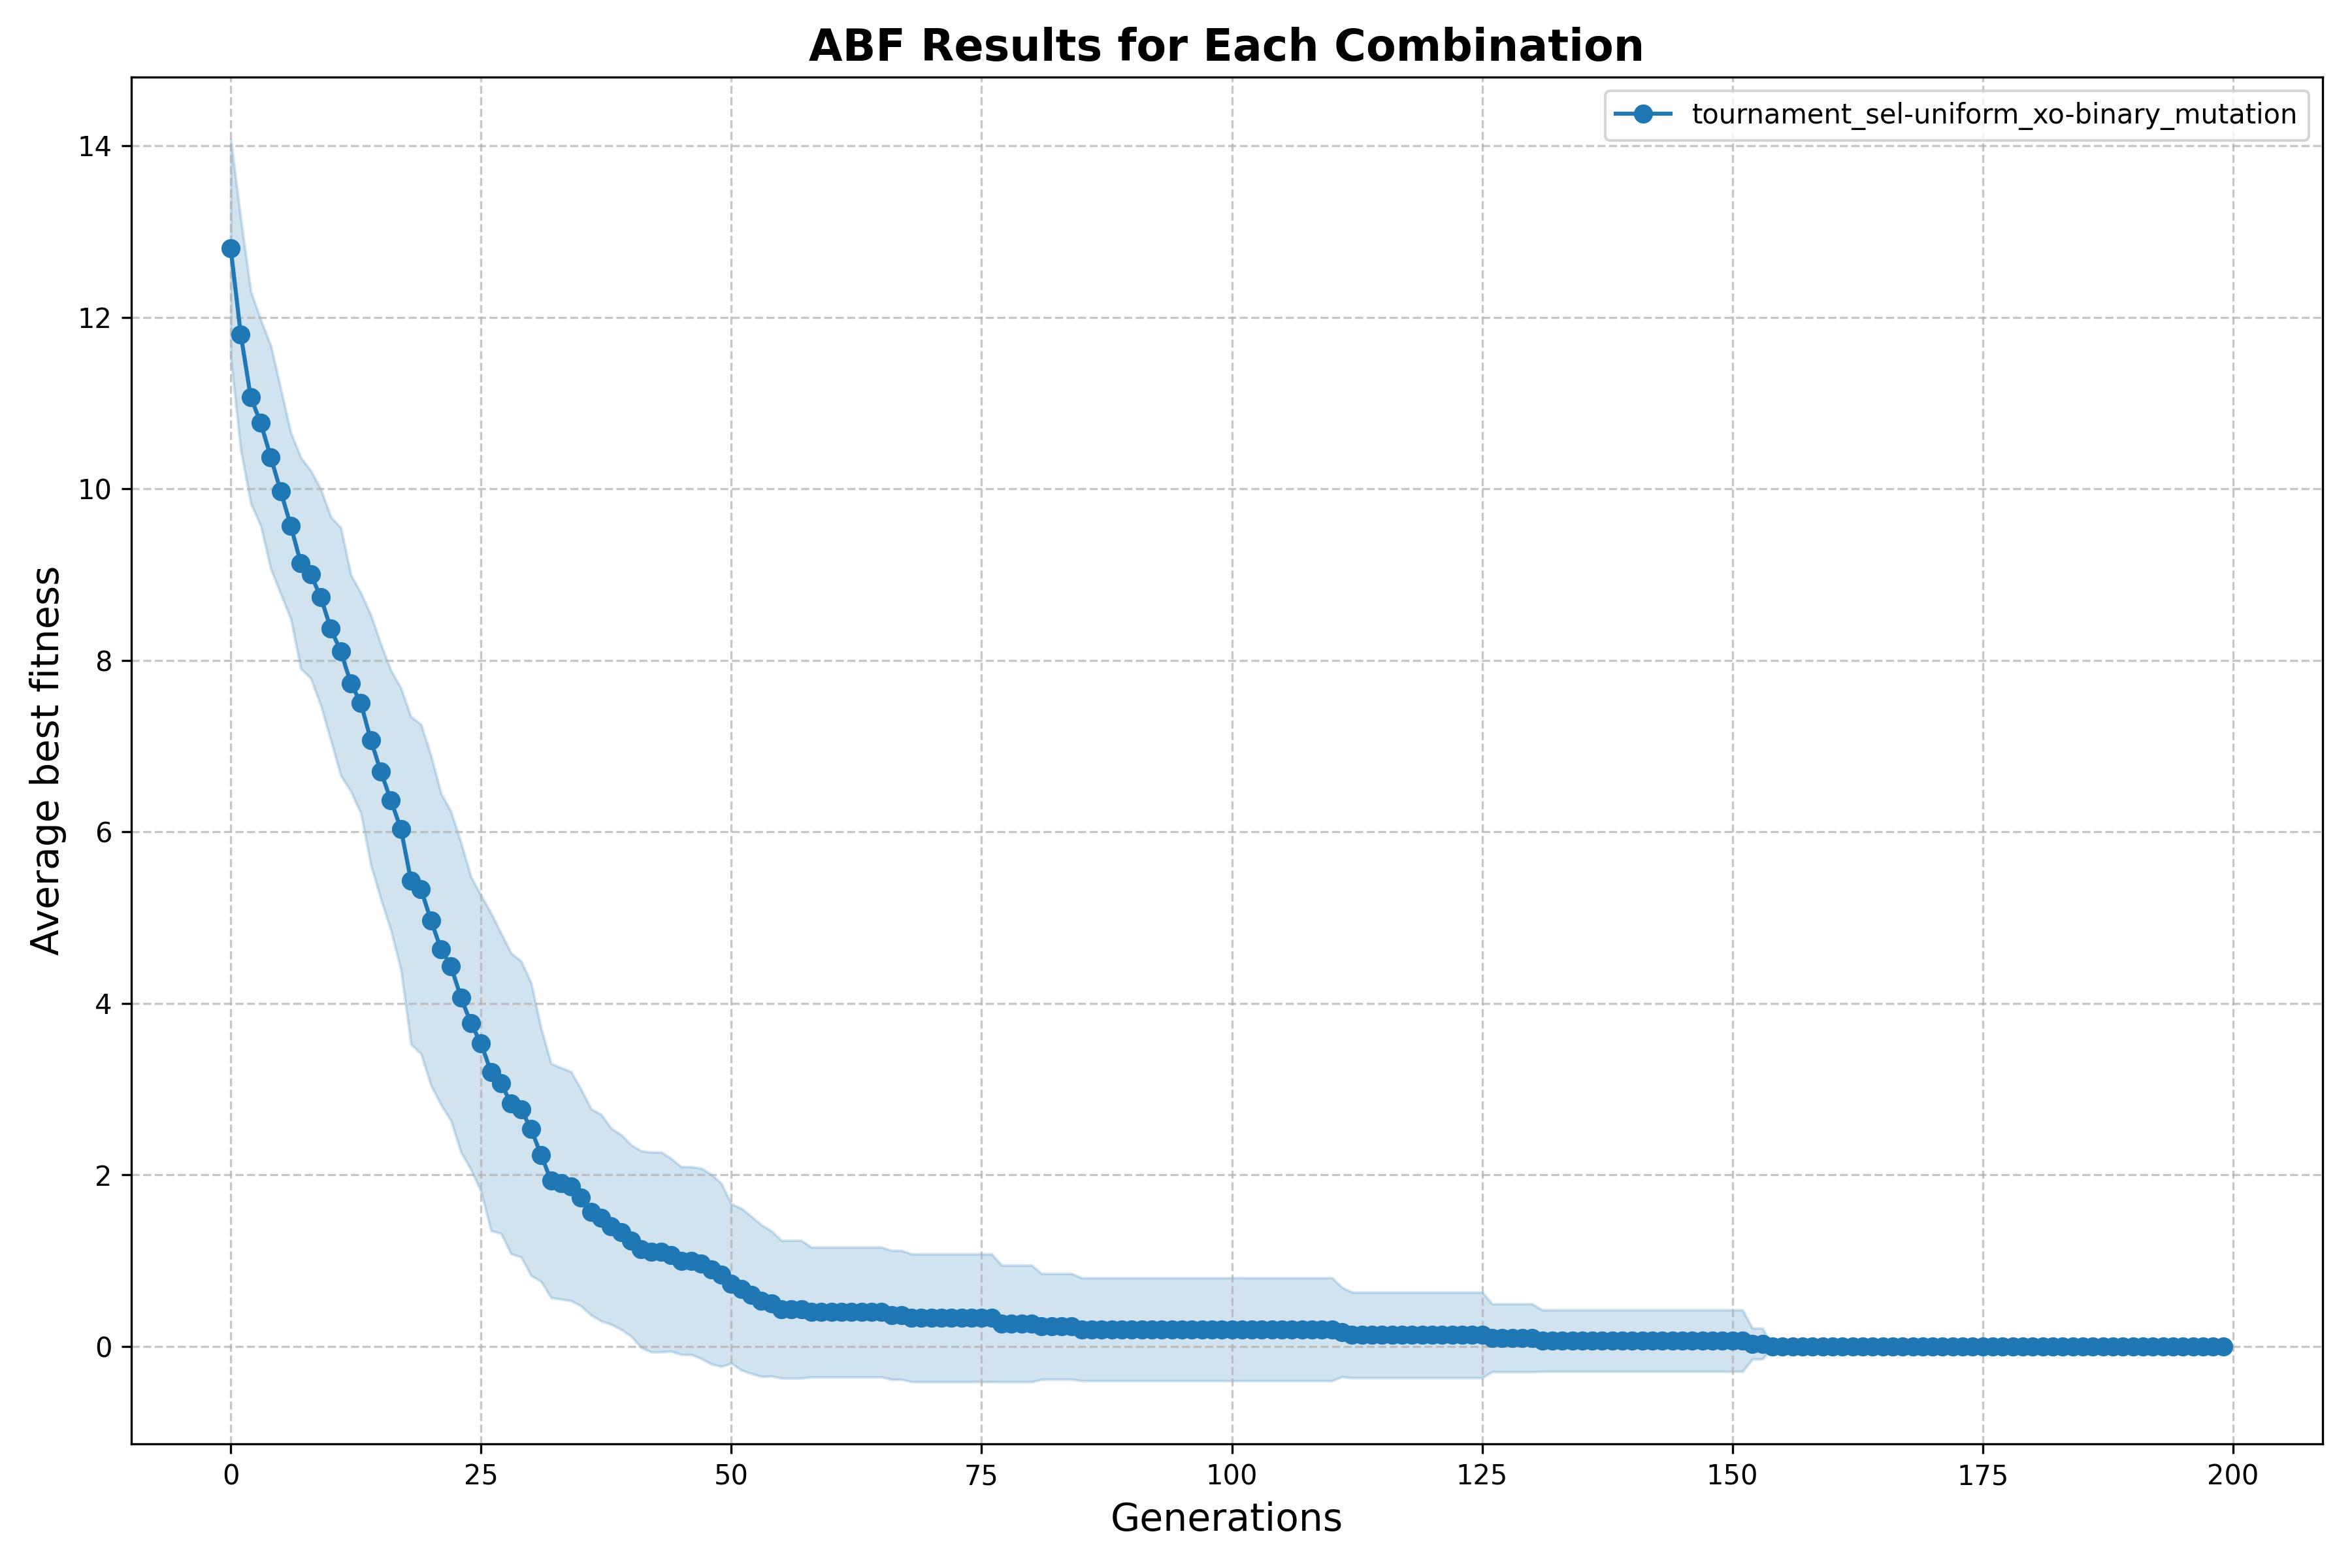 ABF Results for Each Combination
tournament_sel-uniform_xo-binary_mutation
Average best fitness
14
12
10
8
6
4
2
0
0 25 50 75 100 125 150 175 200
Generations